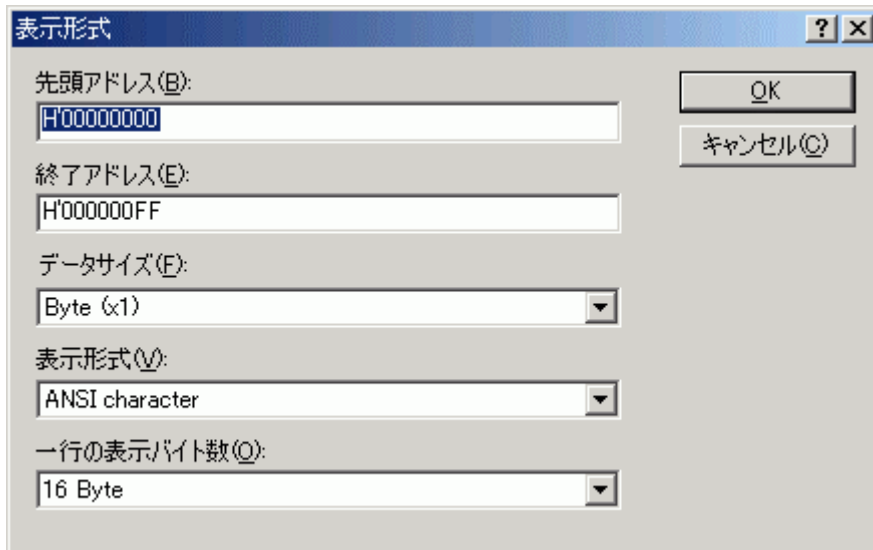 表示形式
先頭アドレス(B):
H'00000000
OK
キャンセル(C)
終了アドレス(E):
H'000000FF
データサイズ(F):
Byte (x1)
表示形式(V):
ANSI character
一行の表示バイト数(O):
16 Byte